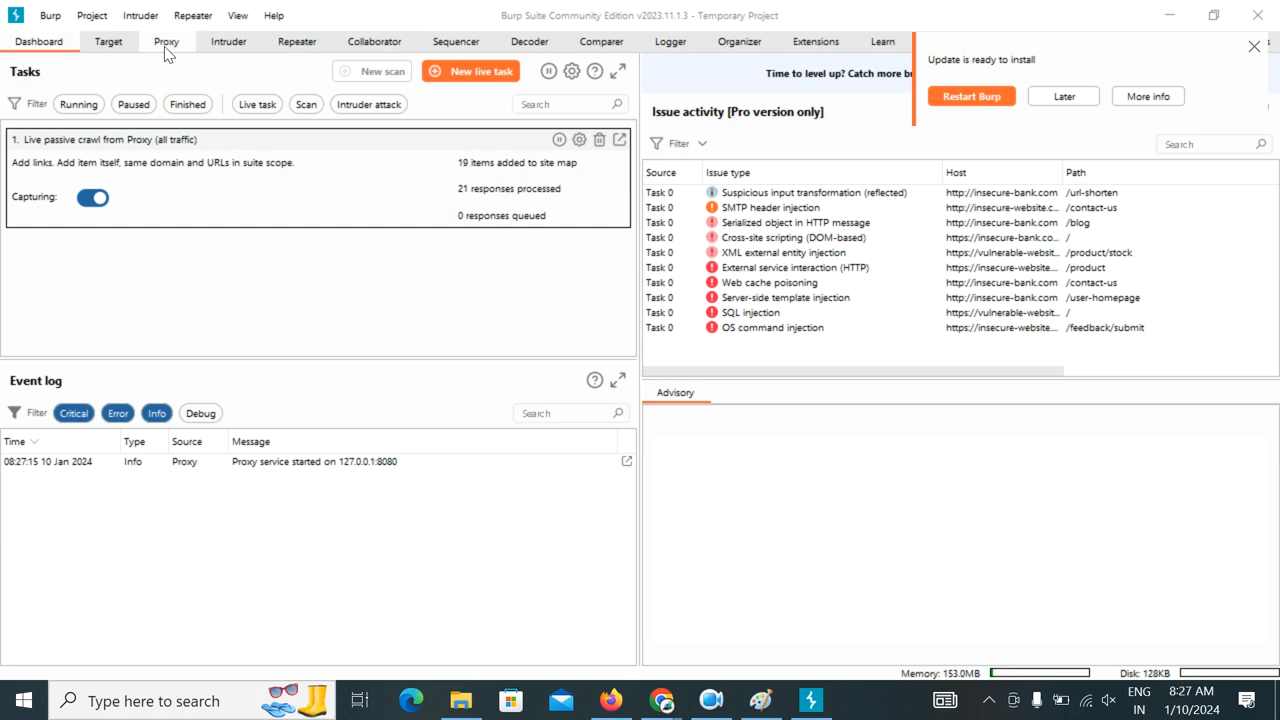 Burp Project Intruder Repeater View Help Burp Suite Community Edition v2023.11.1.3 - Temporary Project
Dashboard Target Proxy Intruder Repeater Collaborator Sequencer Decoder Comparer Logger Organizer Extensions Learn
Tasks New scan New live task
Filter Running Paused Finished Live task Scan Intruder attack Search
1. Live passive crawl from Proxy (all traffic)
Add links. Add item itself, same domain and URLs in suite scope. 19 items added to site map
Capturing: 21 responses processed
0 responses queued
Event log
Filter Critical Error Info Debug Search
Time Type Source Message
08:27:15 10 Jan 2024 Info Proxy Proxy service started on 127.0.0.1:8080
Update is ready to install
Restart Burp Later More info
Time to level up? Catch more
Issue activity [Pro version only]
Filter Search
Source Issue type Host Path
Task 0 Suspicious input transformation (reflected) http://insecure-bank.com /url-shorten
Task 0 SMTP header injection http://insecure-website.c... /contact-us
Task 0 Serialized object in HTTP message http://insecure-bank.com /blog
Task 0 Cross-site scripting (DOM-based) https://insecure-bank.co... /
Task 0 XML external entity injection https://vulnerable-websit... /product/stock
Task 0 External service interaction (HTTP) https://insecure-website.... /product
Task 0 Web cache poisoning http://insecure-bank.com /contact-us
Task 0 Server-side template injection http://insecure-bank.com /user-homepage
Task 0 SQL injection https://vulnerable-websit... /
Task 0 OS command injection https://insecure-website.... /feedback/submit
Advisory
Memory: 153.0MB Disk: 128KB
Type here to search
ENG
IN
8:27 AM
1/10/2024